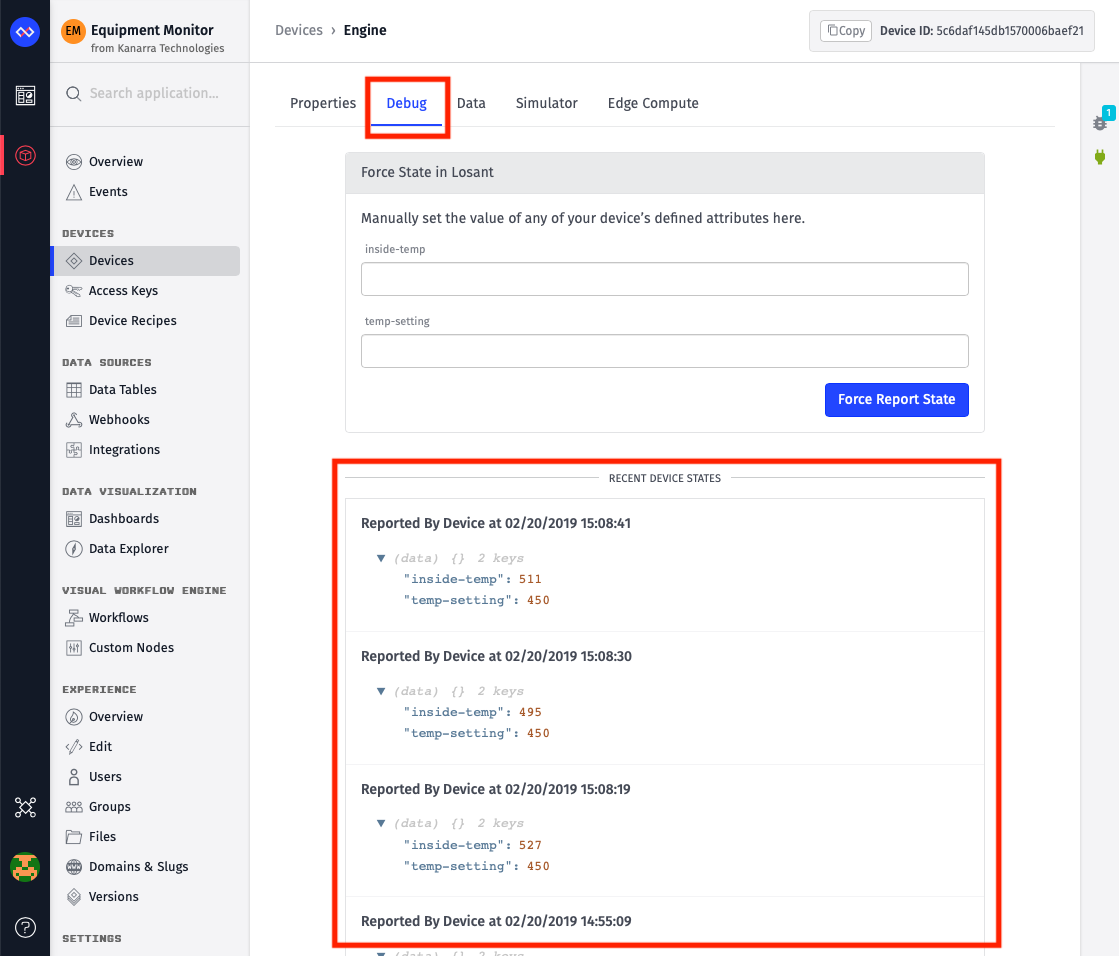 EM
Equipment Monitor
from Kanarra Technologies
Search application...
Overview
Events
DEVICES
Devices
Access Keys
Device Recipes
DATA SOURCES
Data Tables
Webhooks
Integrations
DATA VISUALIZATION
Dashboards
Data Explorer
VISUAL WORKFLOW ENGINE
Workflows
Custom Nodes
EXPERIENCE
Overview
Edit
Users
Groups
Files
Domains & Slugs
Versions
SETTINGS
Devices › Engine
Copy Device ID: 5c6daf145db1570006baef21
Properties Debug Data Simulator Edge Compute
1
Force State in Losant
Manually set the value of any of your device's defined attributes here.
inside-temp
temp-setting
Force Report State
RECENT DEVICE STATES
Reported By Device at 02/20/2019 15:08:41
▼ (data) {} 2 keys
"inside-temp": 511
"temp-setting": 450
Reported By Device at 02/20/2019 15:08:30
▼ (data) {} 2 keys
"inside-temp": 495
"temp-setting": 450
Reported By Device at 02/20/2019 15:08:19
▼ (data) {} 2 keys
"inside-temp": 527
"temp-setting": 450
Reported By Device at 02/20/2019 14:55:09
▼ (data) {} 2 keys